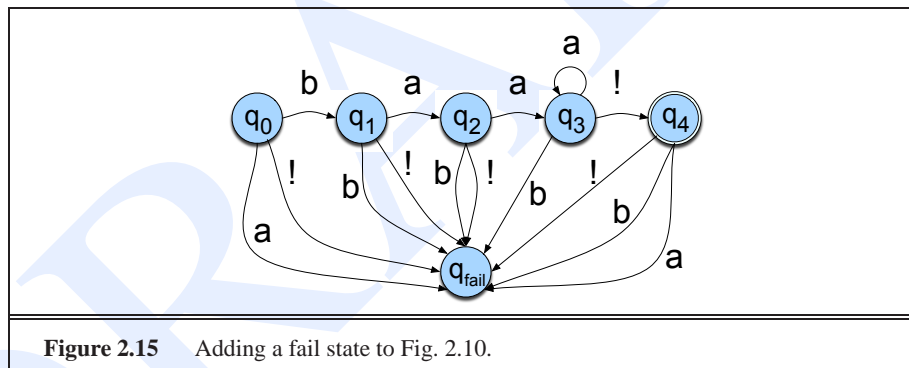 a
b a a !
q0 q1 q2 q3 q4
! ! b ! !
b b b
a a
qfail
Figure 2.15 Adding a fail state to Fig. 2.10.